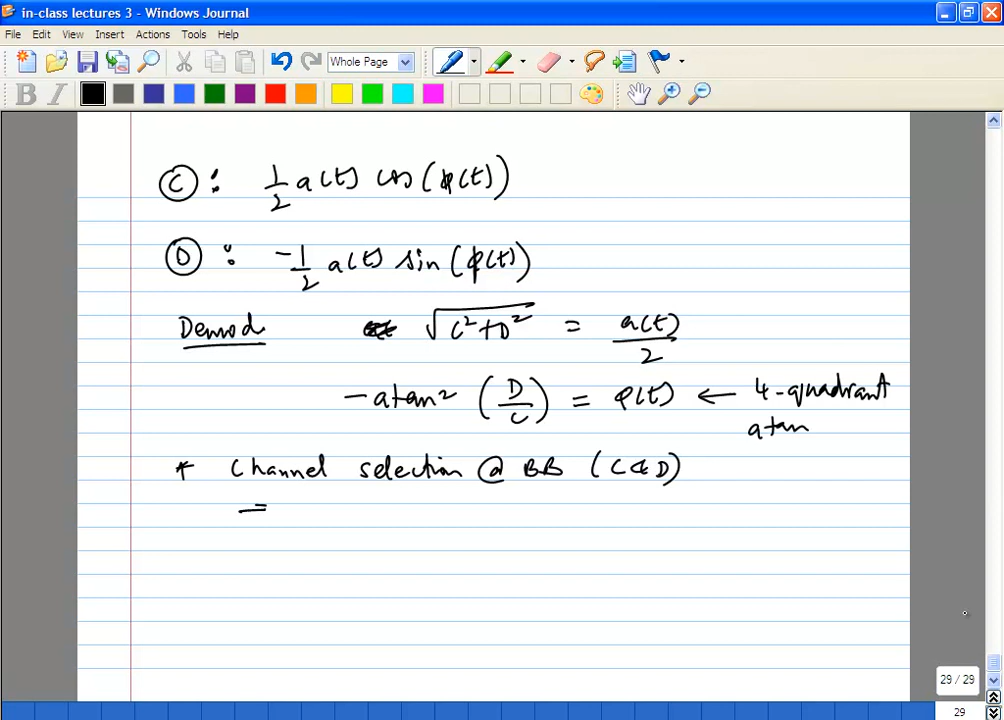 in-class lectures 3 - Windows Journal
File Edit View Insert Actions Tools Help
Whole Page
B I
Ⓒ : 1/2 a(t) cos(φ(t))
Ⓓ : -1/2 a(t) sin(φ(t))
Demod √(C²+D²) = a(t)/2
-atan2 (D/C) = φ(t) ← 4-quadrant
atan
* Channel selection @ BB (C & D)
=
29 / 29
29